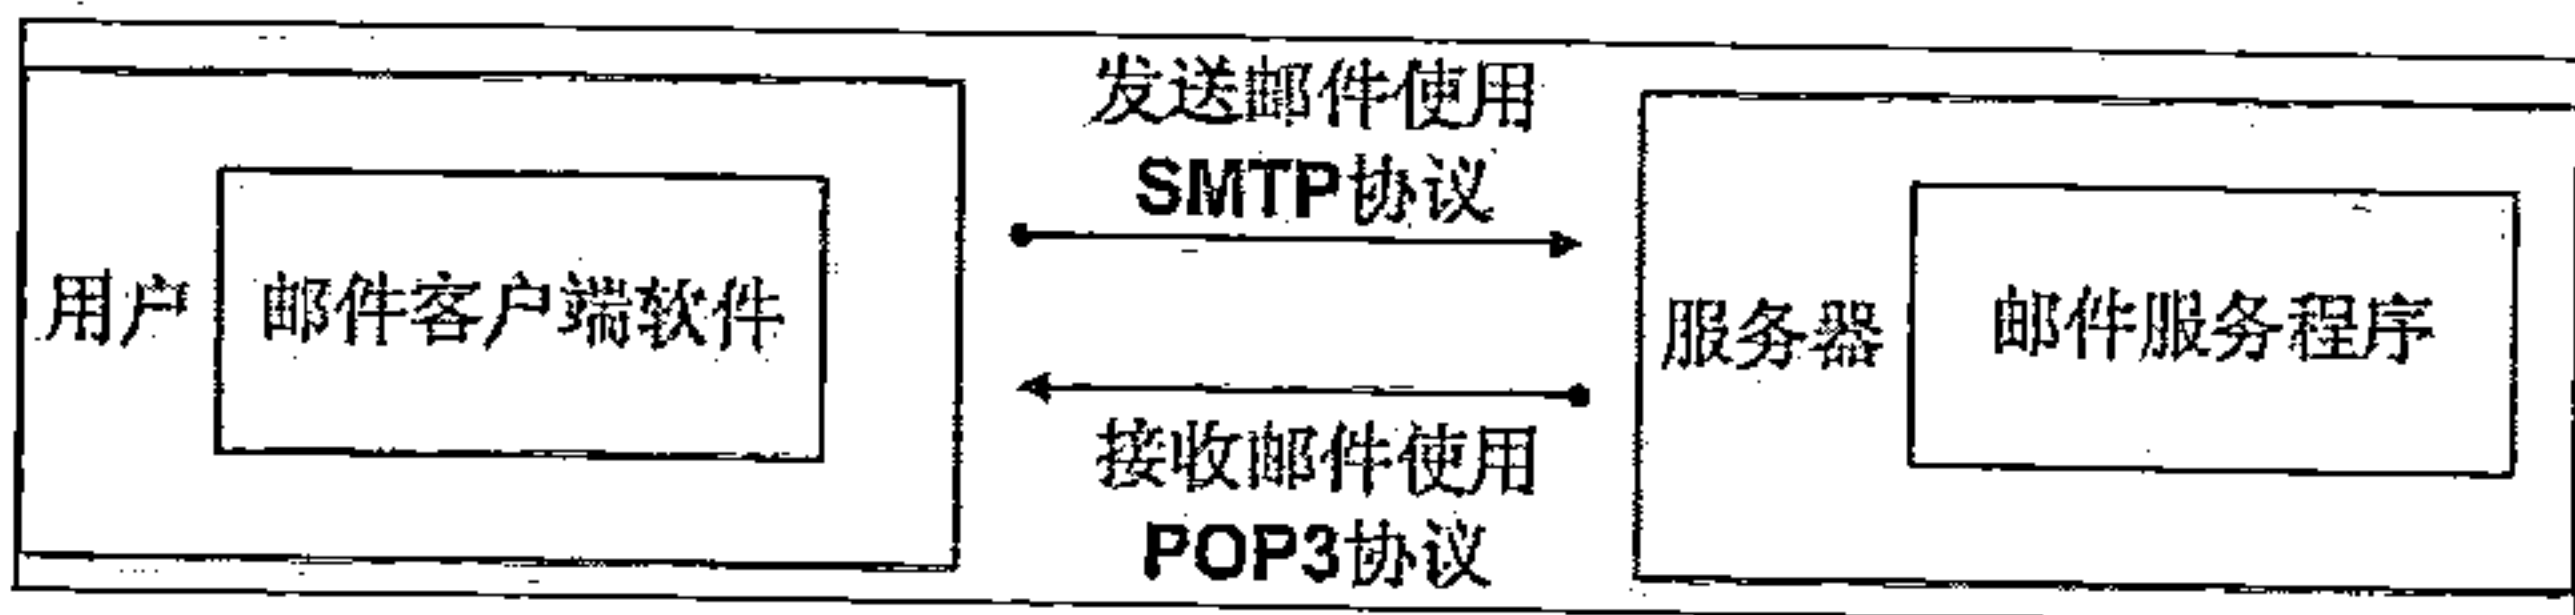 发送邮件使用
SMTP协议
用户
邮件客户端软件
服务器
邮件服务程序
接收邮件使用
POP3协议